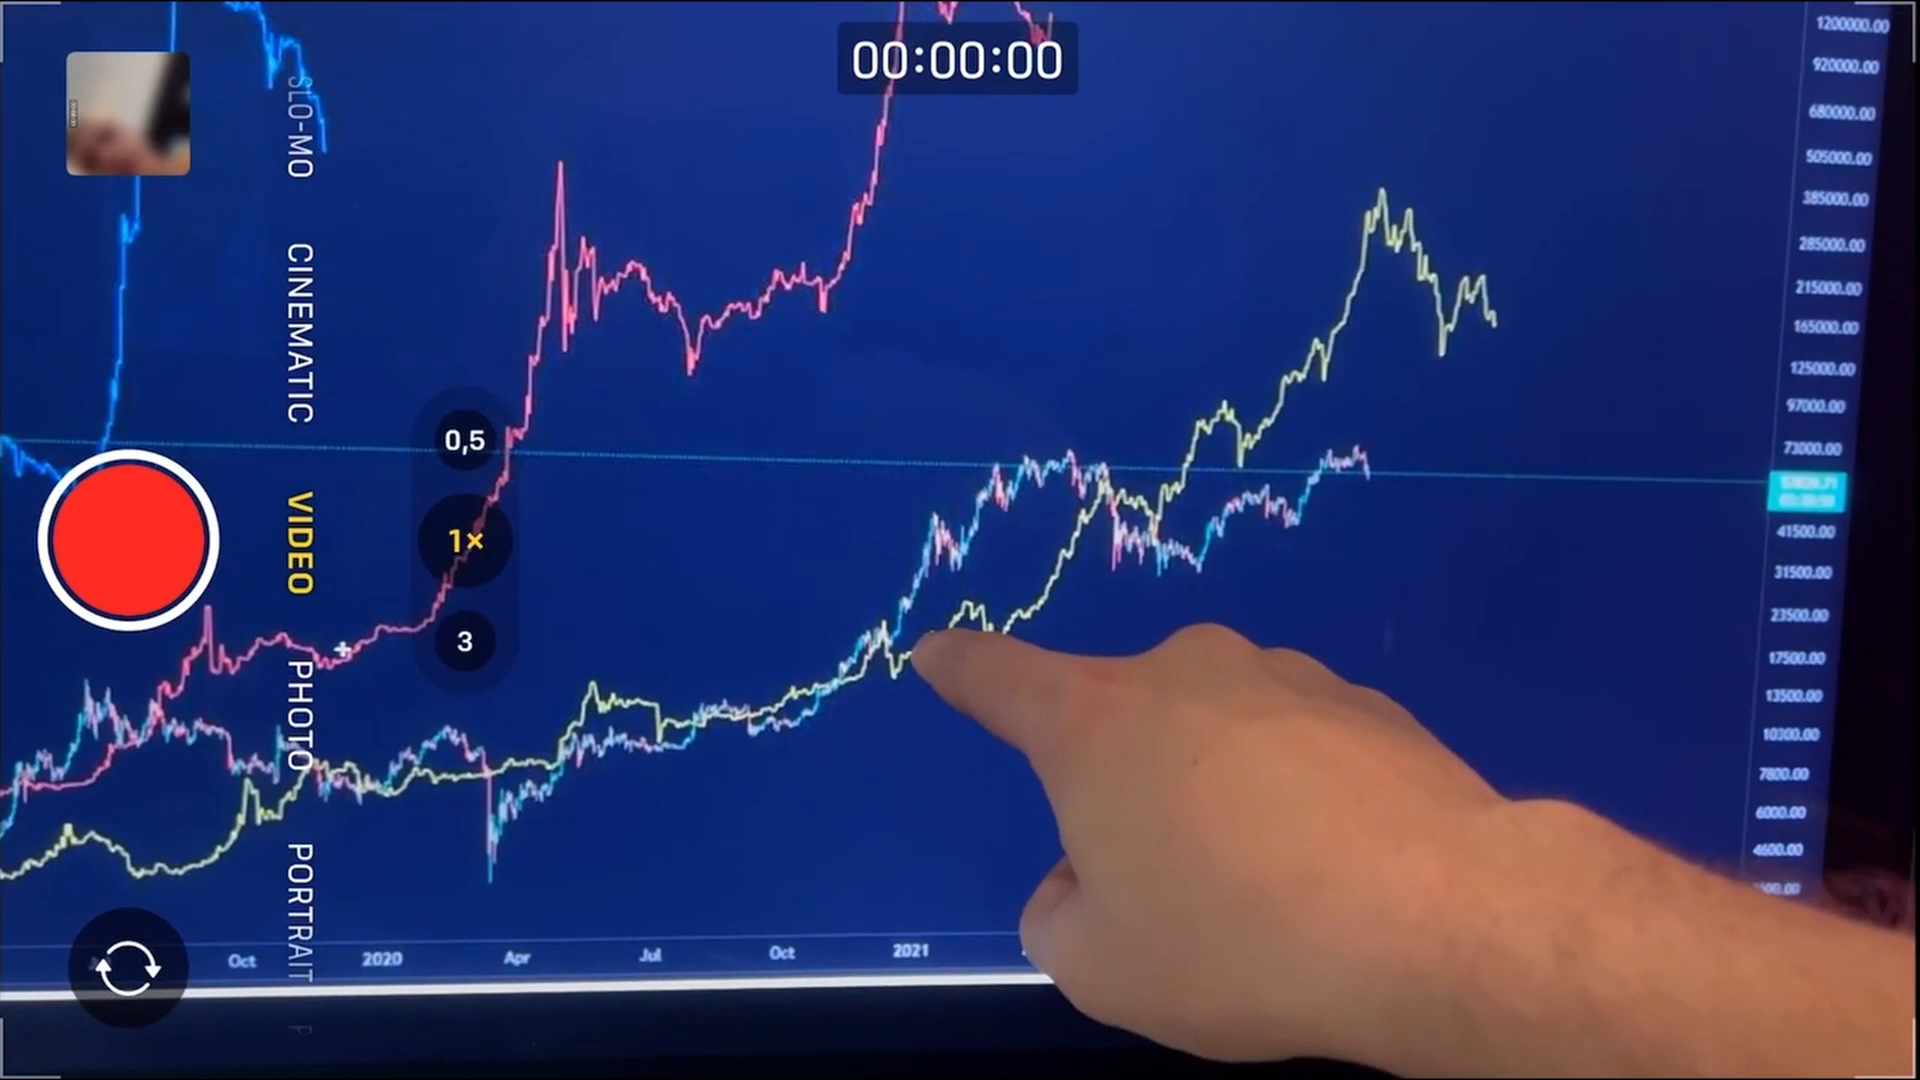 00:00:00
SLO-MO
CINEMATIC
VIDEO
PHOTO
PORTRAIT
0,5
1×
3
1200000.00
920000.00
680000.00
505000.00
385000.00
285000.00
215000.00
165000.00
125000.00
97000.00
73000.00
41500.00
31500.00
23500.00
17500.00
13500.00
10300.00
7800.00
6000.00
4600.00
Oct
2020
Apr
Jul
Oct
2021